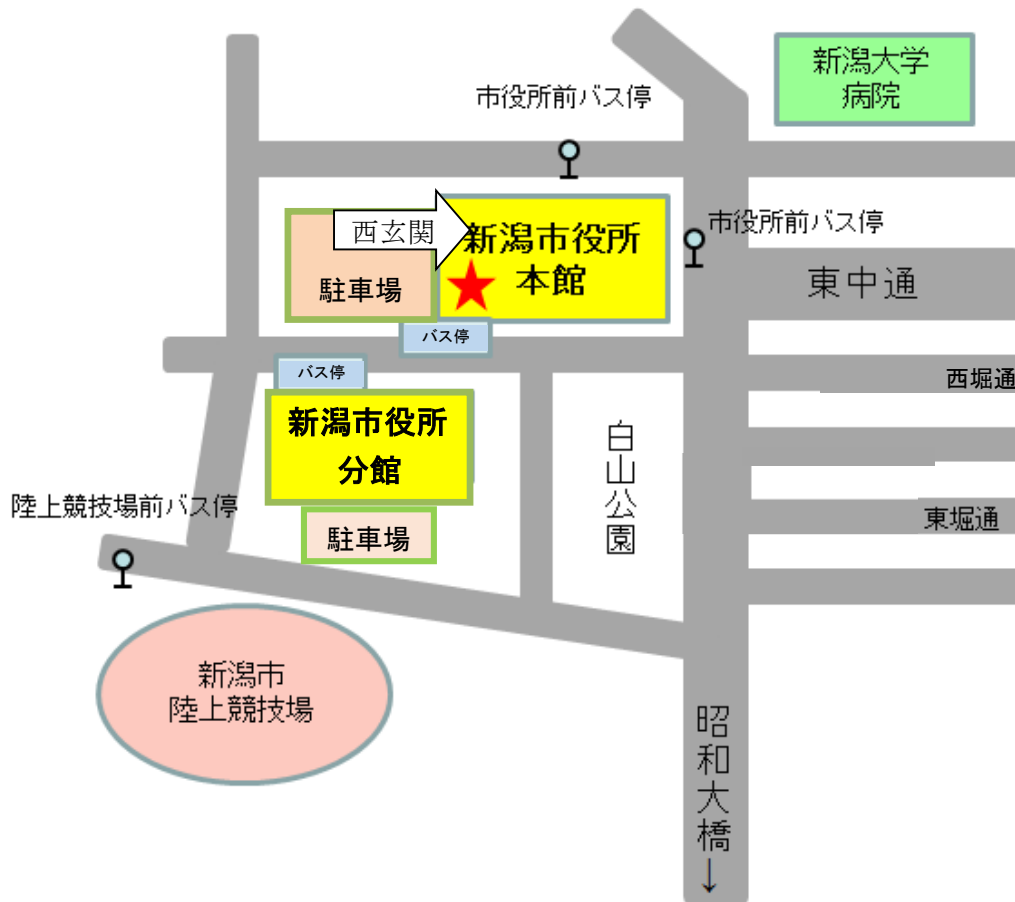 新潟大学
病院
市役所前バス停
西玄関
新潟市役所
本館
市役所前バス停
駐車場
東中通
バス停
バス停
西堀通
新潟市役所
分館
白山公園
陸上競技場前バス停
駐車場
東堀通
新潟市
陸上競技場
昭和大橋
↓